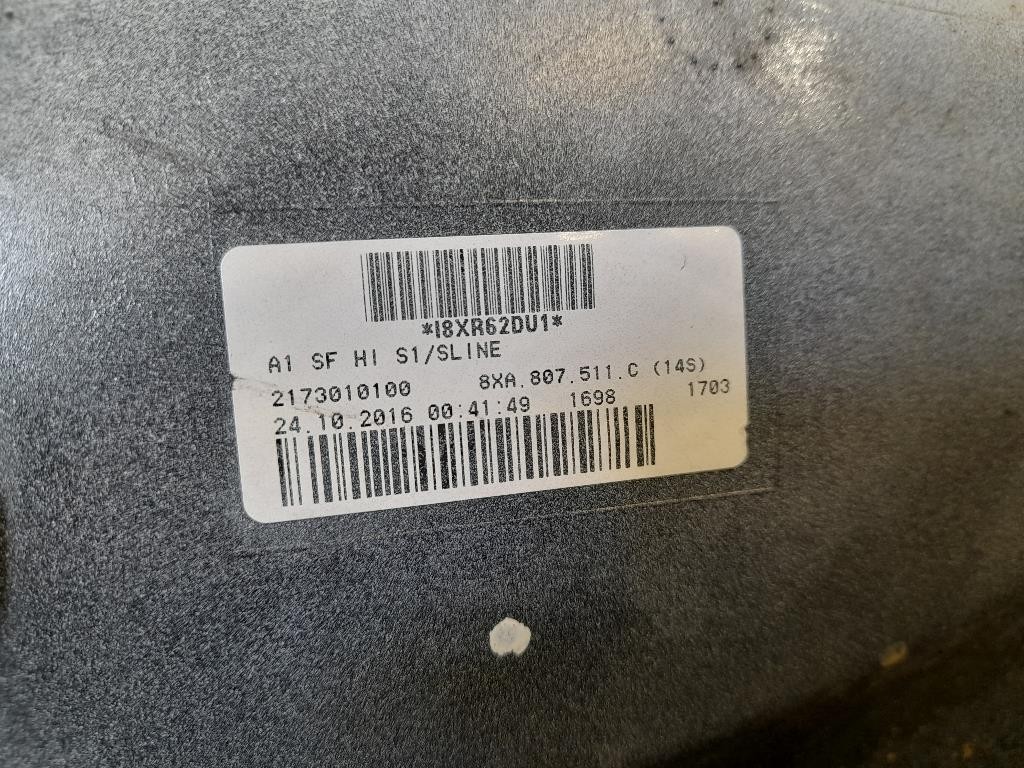 *I8XR62DU1*
A1 SF HI S1/SLINE
2173010100 8XA.807.511.C (14S)
24.10.2016 00:41:49 1698 1703